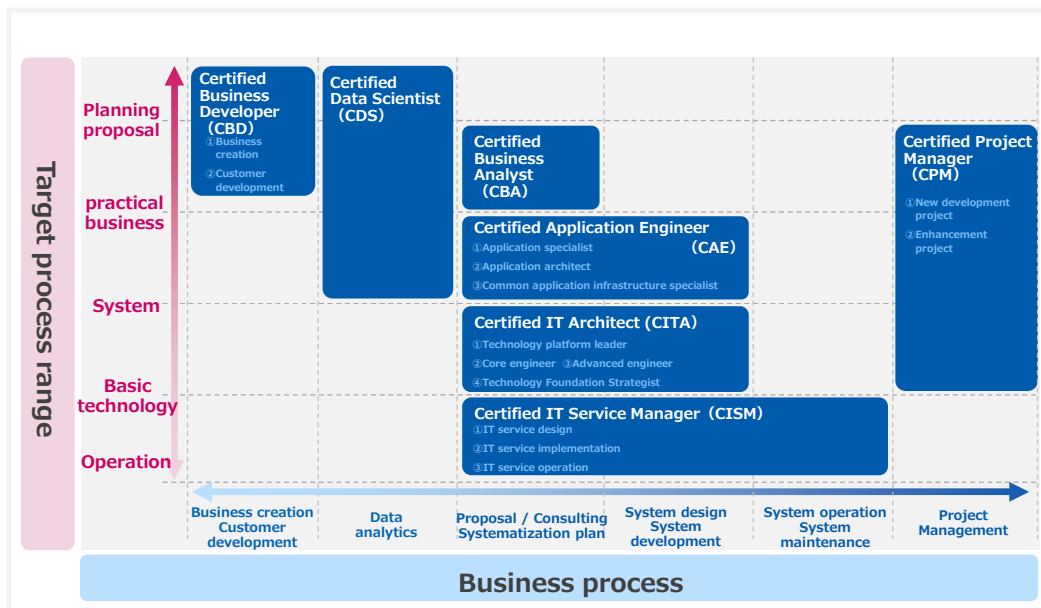 Target process range
Planning
proposal
practical
business
System
Basic
technology
Operation
Certified
Business
Developer
（CBD）
①Business
creation
②Customer
development
Certified
Data Scientist
（CDS）
Certified
Business
Analyst
（CBA）
Certified Application Engineer
（CAE）
①Application specialist
②Application architect
③Common application infrastructure specialist
Certified IT Architect (CITA）
①Technology platform leader
②Core engineer ③Advanced engineer
④Technology Foundation Strategist
Certified IT Service Manager（CISM）
①IT service design
②IT service implementation
③IT service operation
Certified Project
Manager
（CPM）
①New development
project
②Enhancement
project
Business creation
Customer
development
Data
analytics
Proposal / Consulting
Systematization plan
System design
System
development
System operation
System
maintenance
Project
Management
Business process